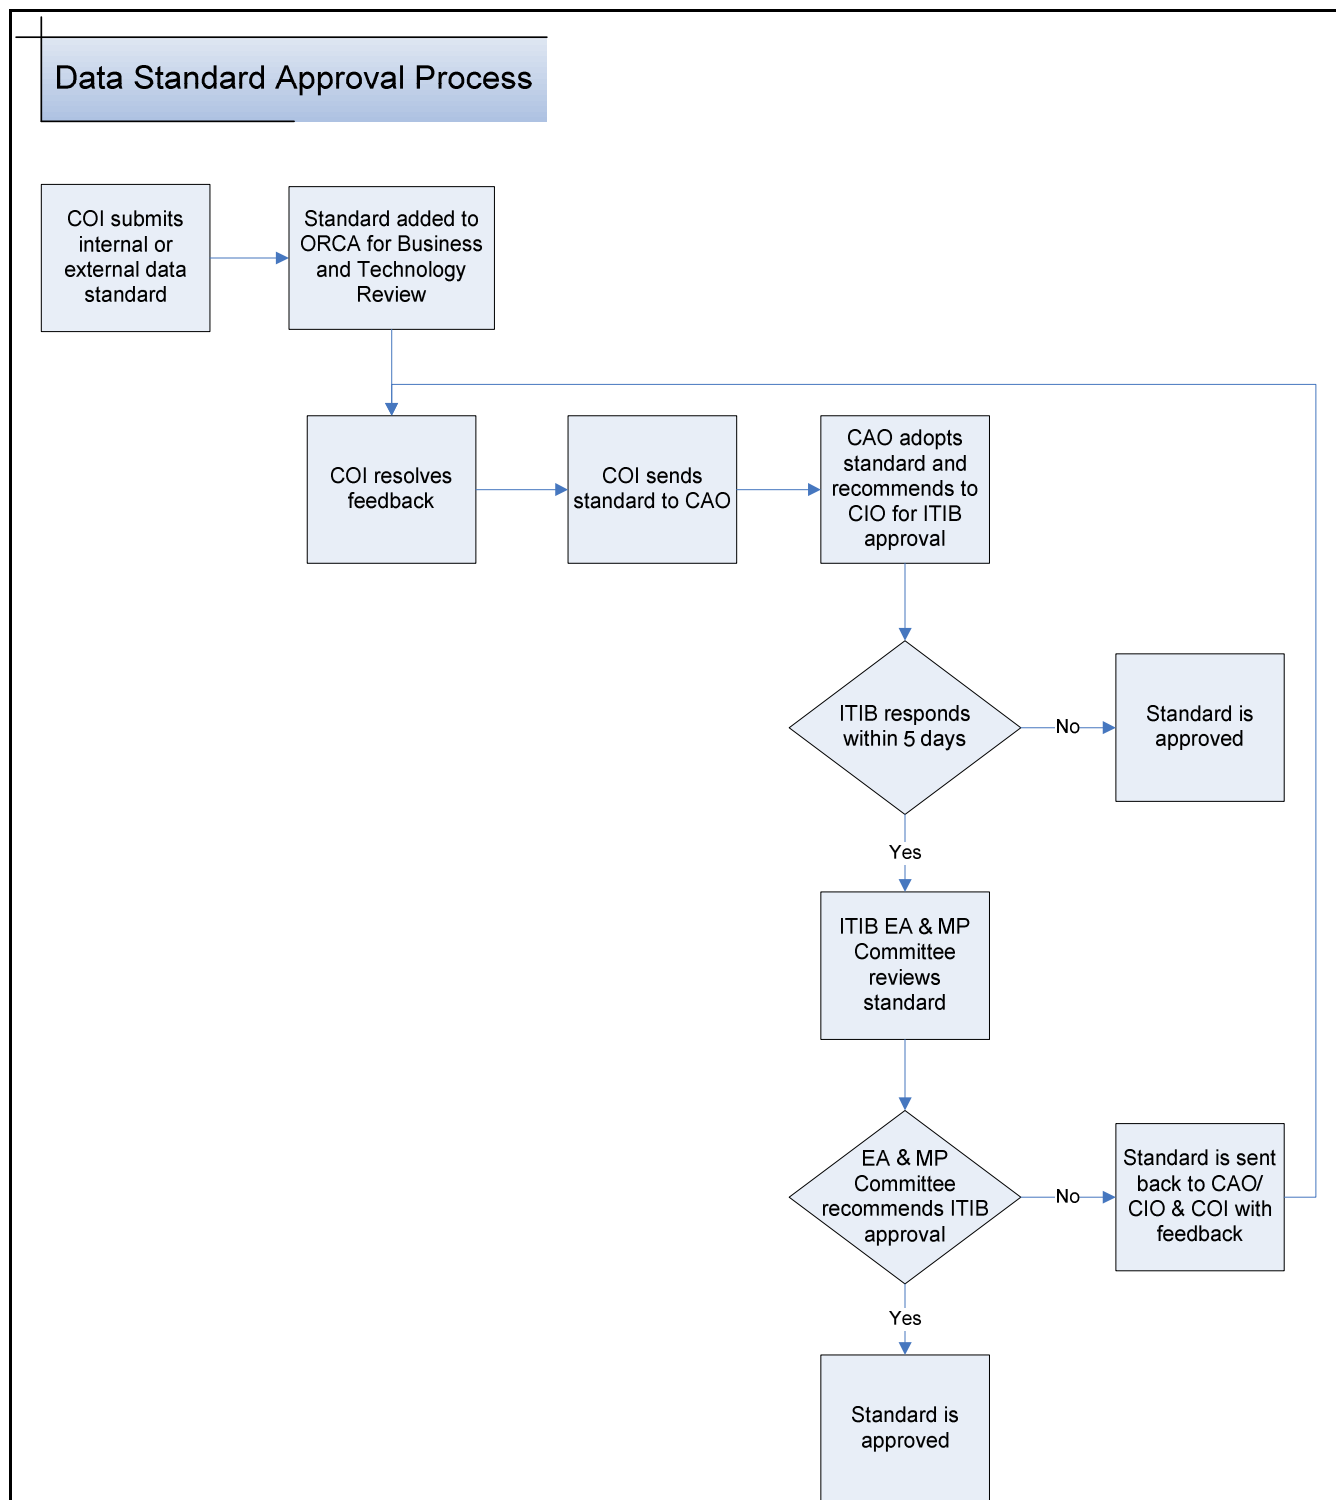 Data Standard Approval Process
COI submits
internal or
external data
standard
Standard added to
ORCA for Business
and Technology
Review
COI resolves
feedback
COI sends
standard to CAO
CAO adopts
standard and
recommends to
CIO for ITIB
approval
ITIB responds
within 5 days
No
Standard is
approved
Yes
ITIB EA & MP
Committee
reviews
standard
EA & MP
Committee
recommends ITIB
approval
No
Standard is sent
back to CAO/
CIO & COI with
feedback
Yes
Standard is
approved